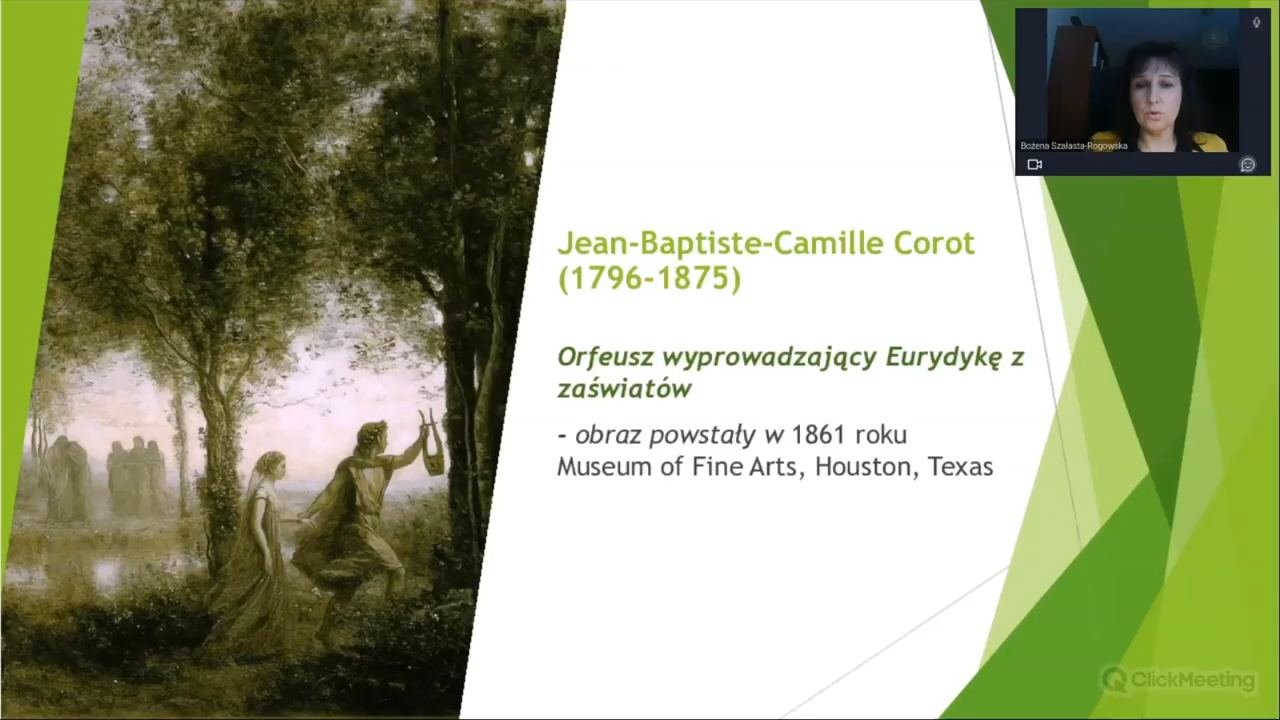 Bożena Szałasta-Rogowska
Jean-Baptiste-Camille Corot
(1796-1875)
Orfeusz wyprowadzający Eurydykę z
zaświatów
- obraz powstały w 1861 roku
Museum of Fine Arts, Houston, Texas
ClickMeeting